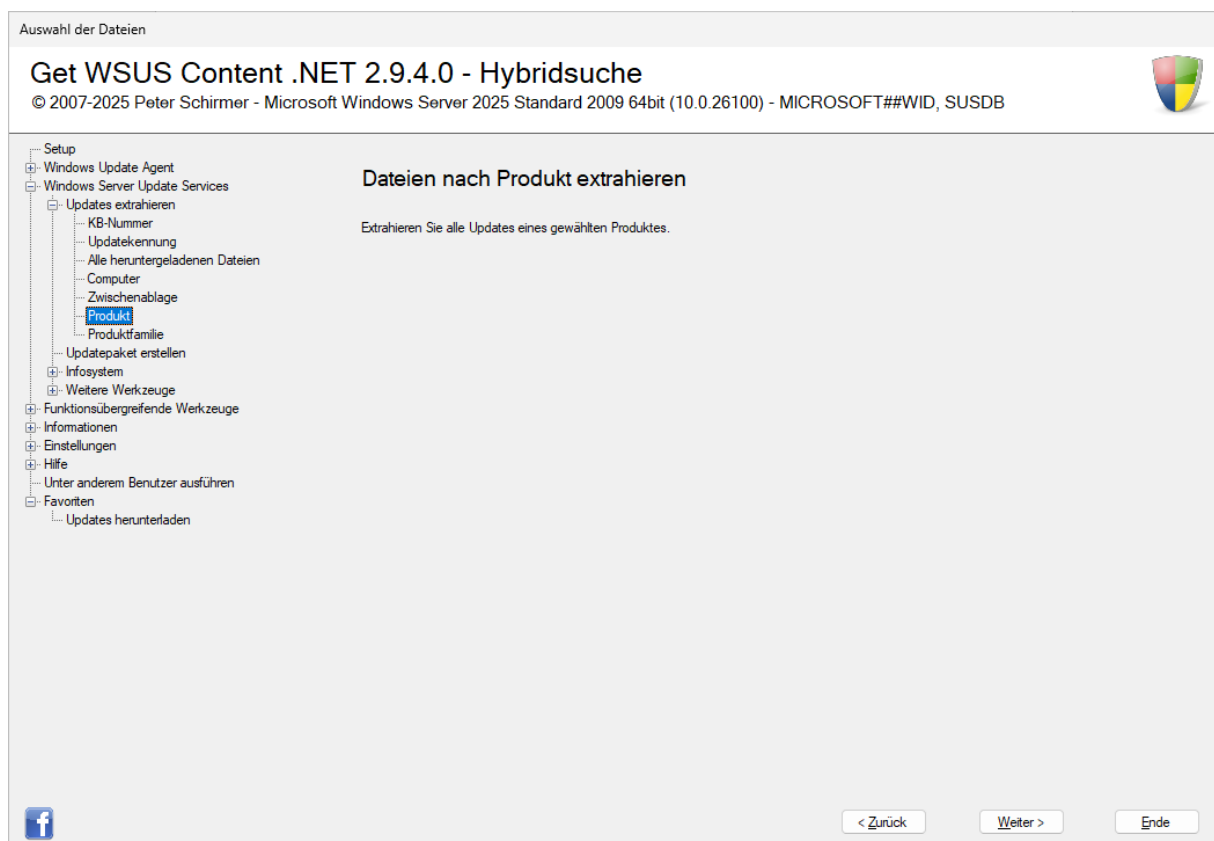 Auswahl der Dateien
Get WSUS Content .NET 2.9.4.0 - Hybridsuche
© 2007-2025 Peter Schirmer - Microsoft Windows Server 2025 Standard 2009 64bit (10.0.26100) - MICROSOFT##WID, SUSDB
Setup
Windows Update Agent
Windows Server Update Services
Updates extrahieren
KB-Nummer
Updatekennung
Alle heruntergeladenen Dateien
Computer
Zwischenablage
Produkt
Produktfamilie
Updatepaket erstellen
Infosystem
Weitere Werkzeuge
Funktionsübergreifende Werkzeuge
Informationen
Einstellungen
Hilfe
Unter anderem Benutzer ausführen
Favoriten
Updates herunterladen
Dateien nach Produkt extrahieren
Extrahieren Sie alle Updates eines gewählten Produktes.
f
< Zurück
Weiter >
Ende